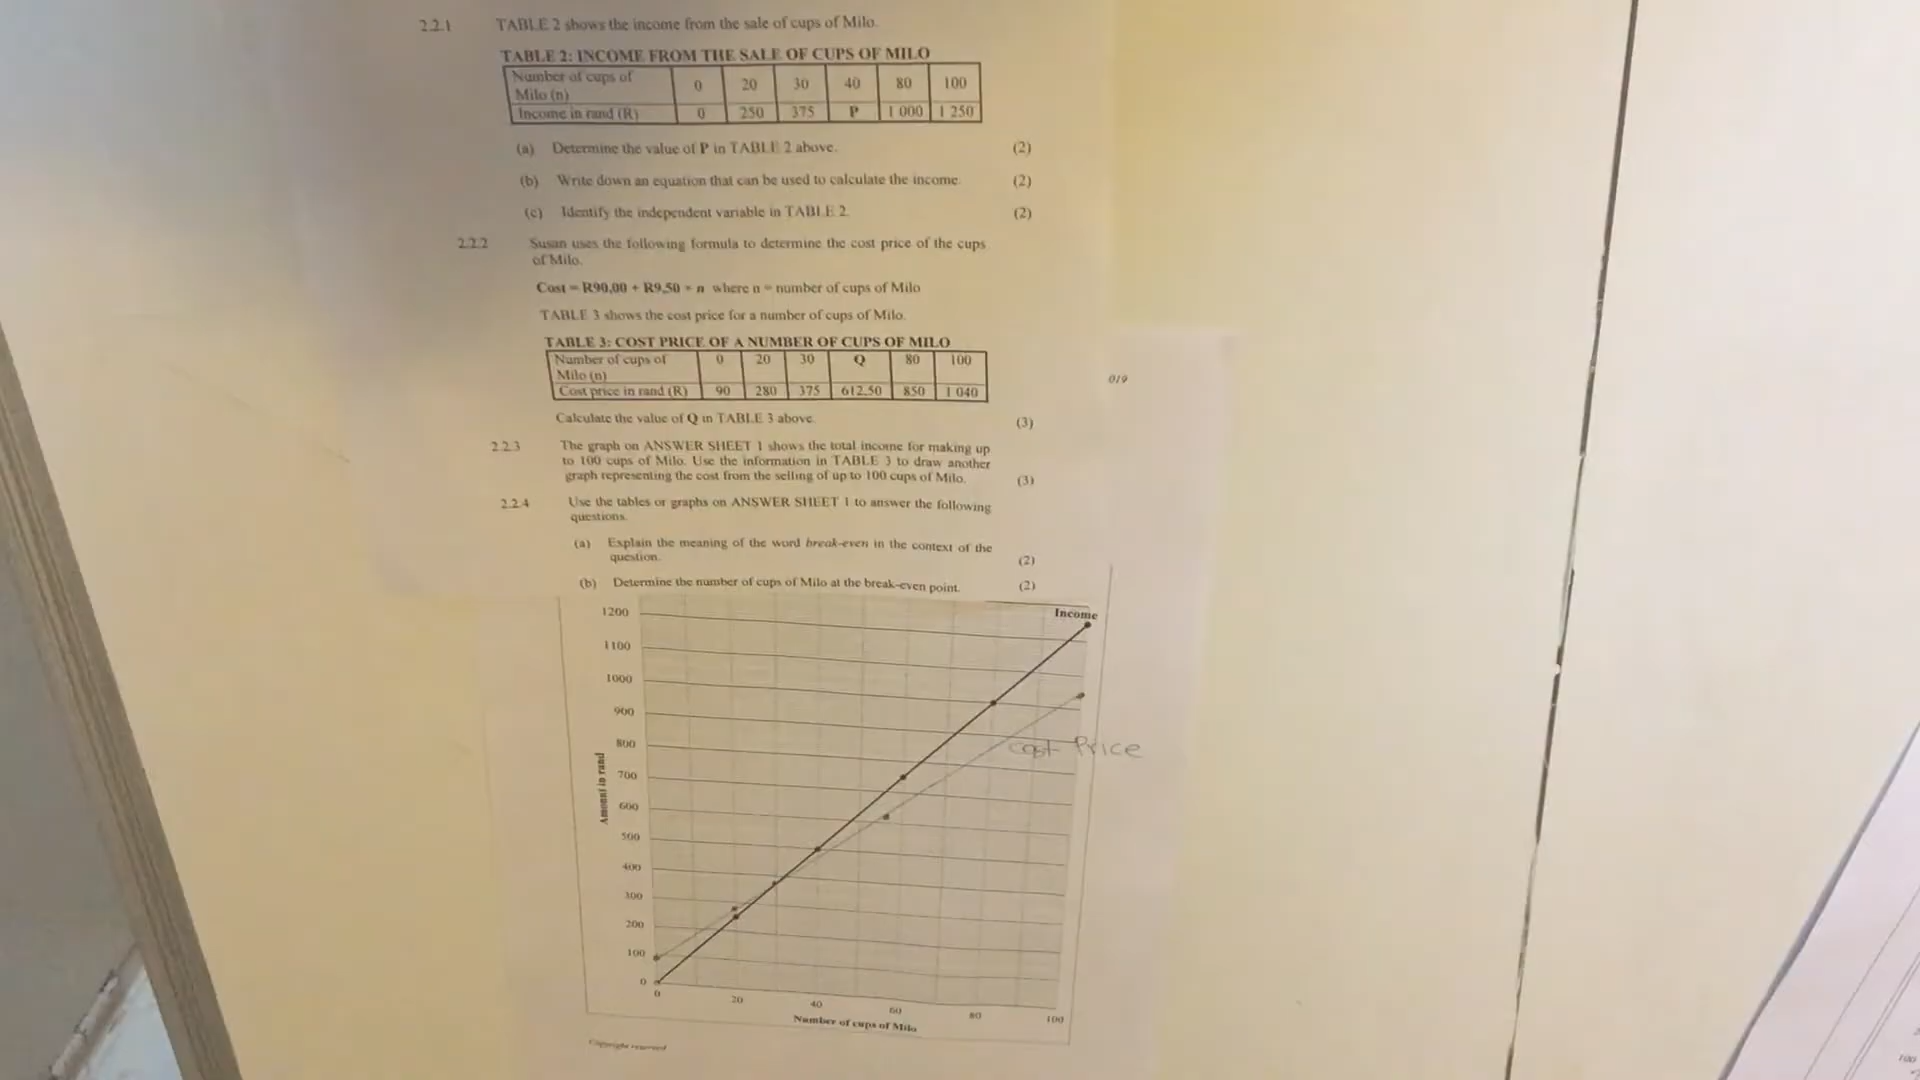 2.2.1 TABLE 2 shows the income from the sale of cups of Milo.
TABLE 2: INCOME FROM THE SALE OF CUPS OF MILO
Number of cups of Milo (n) 0 20 30 40 80 100
Income in rand (R) 0 250 375 P 1 000 1 250
(a) Determine the value of P in TABLE 2 above. (2)
(b) Write down an equation that can be used to calculate the income. (2)
(c) Identify the independent variable in TABLE 2. (2)
2.2.2 Susan uses the following formula to determine the cost price of the cups
of Milo.
Cost = R90,00 + R9,50 × n where n = number of cups of Milo
TABLE 3 shows the cost price for a number of cups of Milo.
TABLE 3: COST PRICE OF A NUMBER OF CUPS OF MILO
Number of cups of Milo (n) 0 20 30 Q 80 100
Cost price in rand (R) 90 280 375 612,50 850 1 040
Calculate the value of Q in TABLE 3 above. (3)
2.2.3 The graph on ANSWER SHEET 1 shows the total income for making up
to 100 cups of Milo. Use the information in TABLE 3 to draw another
graph representing the cost from the selling of up to 100 cups of Milo. (3)
2.2.4 Use the tables or graphs on ANSWER SHEET 1 to answer the following
questions.
(a) Explain the meaning of the word break-even in the context of the
question. (2)
(b) Determine the number of cups of Milo at the break-even point. (2)
Income
1200
1100
1000
900
800
Cost Price
700
600
500
400
300
200
100
0
Amount in rand
0 20 40 60 80 100
Number of cups of Milo
Copyright reserved